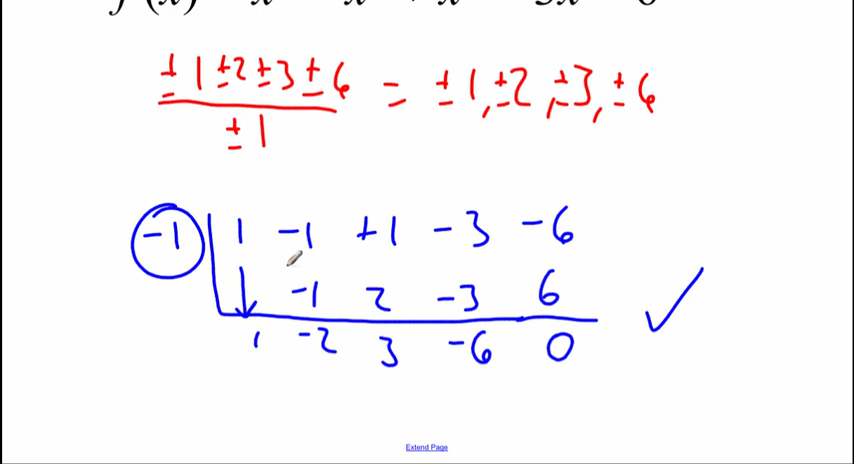 ± 1 ± 2 ± 3 ± 6 = ± 1, ± 2, ± 3, ± 6
± 1
-1 1 -1 +1 -3 -6
-1 2 -3 6
1 -2 3 -6 0
Extend Page